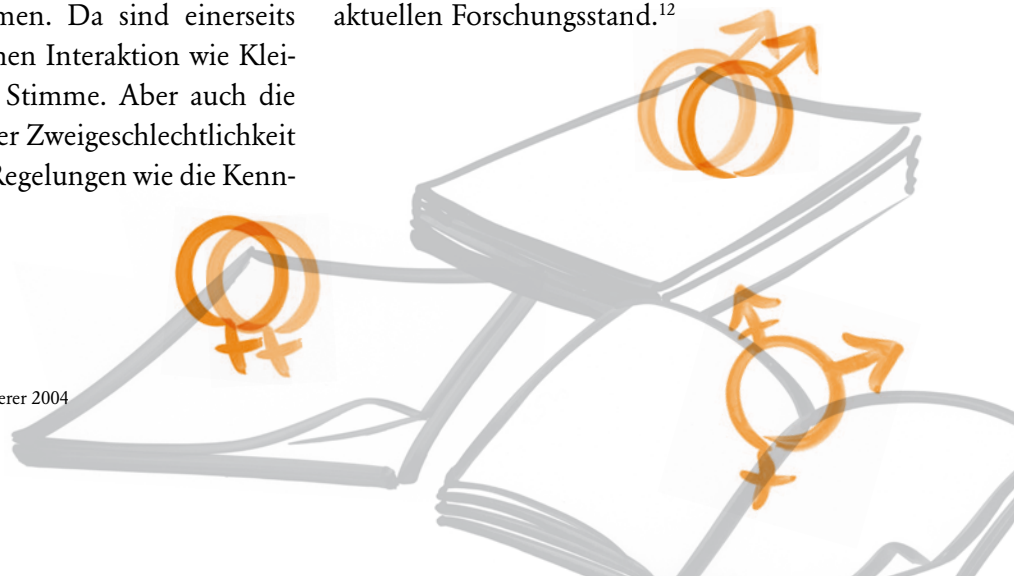 men. Da sind einerseits
nen Interaktion wie Klei-
Stimme. Aber auch die
er Zweigeschlechtlichkeit
Regelungen wie die Kenn-
erer 2004
aktuellen Forschungsstand.¹²